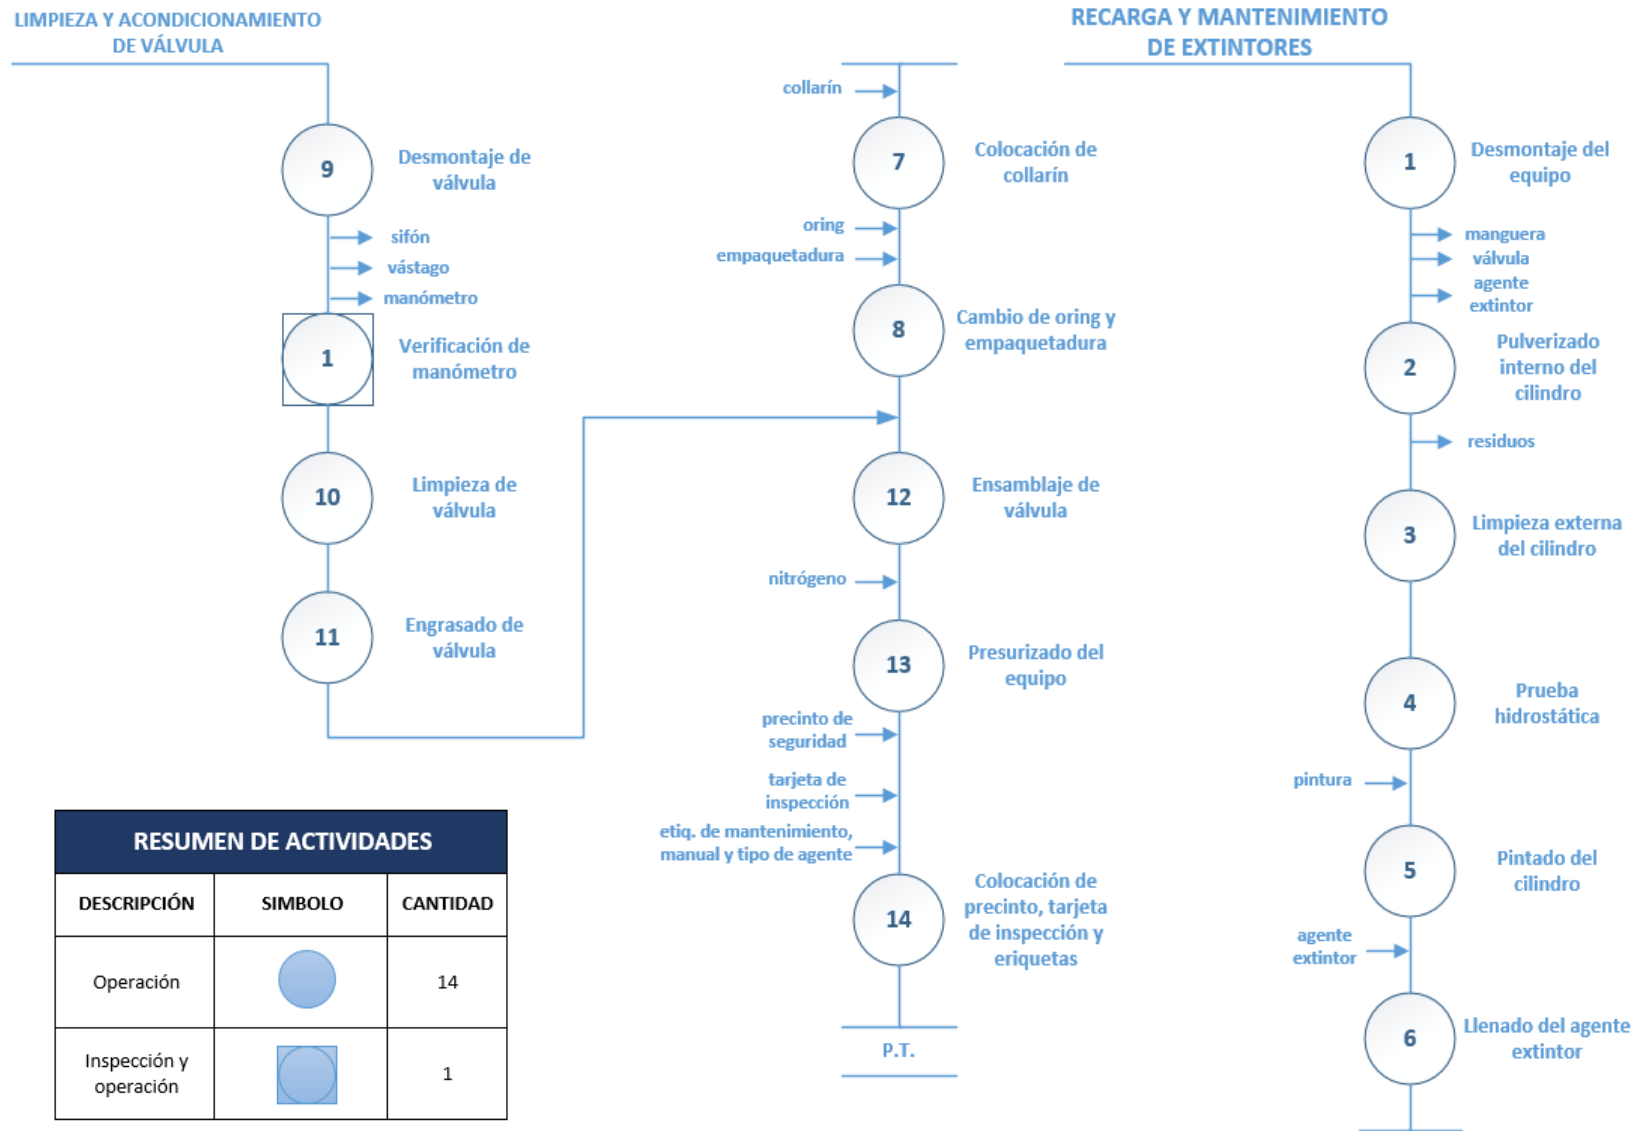 LIMPIEZA Y ACONDICIONAMIENTO
DE VÁLVULA
9
Desmontaje de
válvula
sifón
vástago
manómetro
1
Verificación de
manómetro
10
Limpieza de
válvula
11
Engrasado de
válvula
collarín
7
Colocación de
collarín
oring
empaquetadura
8
Cambio de oring y
empaquetadura
12
Ensamblaje de
válvula
nitrógeno
13
Presurizado del
equipo
precinto de
seguridad
tarjeta de
inspección
etiq. de mantenimiento,
manual y tipo de agente
14
Colocación de
precinto, tarjeta
de inspección y
eriquetas
P.T.
RECARGA Y MANTENIMIENTO
DE EXTINTORES
1
Desmontaje del
equipo
manguera
válvula
agente
extintor
2
Pulverizado
interno del
cilindro
residuos
3
Limpieza externa
del cilindro
4
Prueba
hidrostática
pintura
5
Pintado del
cilindro
agente
extintor
6
Llenado del agente
extintor
RESUMEN DE ACTIVIDADES
DESCRIPCIÓN SIMBOLO CANTIDAD
Operación 14
Inspección y
operación
1